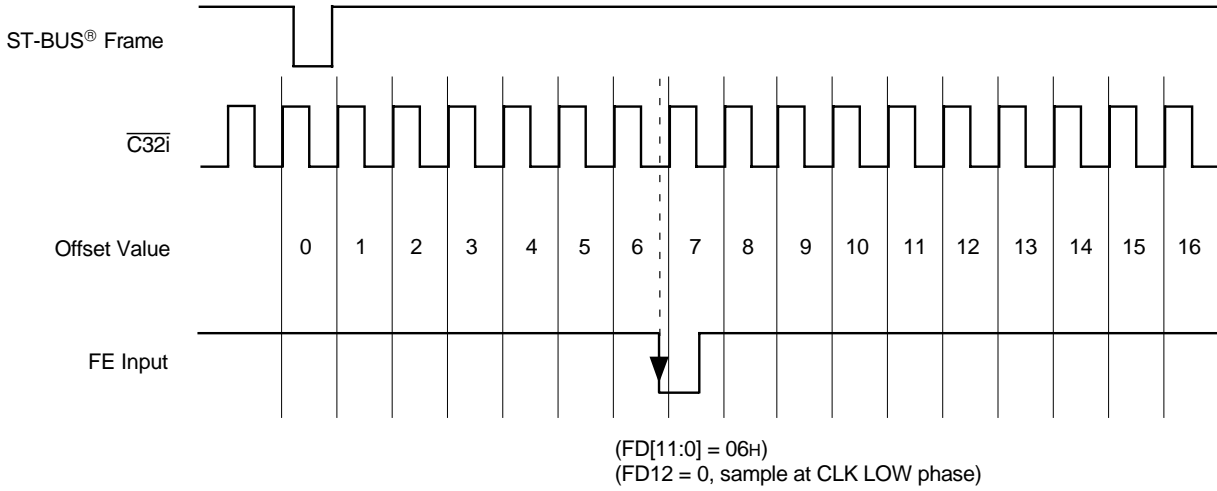 ST-BUS® Frame
C32i
Offset Value 0 1 2 3 4 5 6 7 8 9 10 11 12 13 14 15 16
FE Input
(FD[11:0] = 06H)
(FD12 = 0, sample at CLK LOW phase)